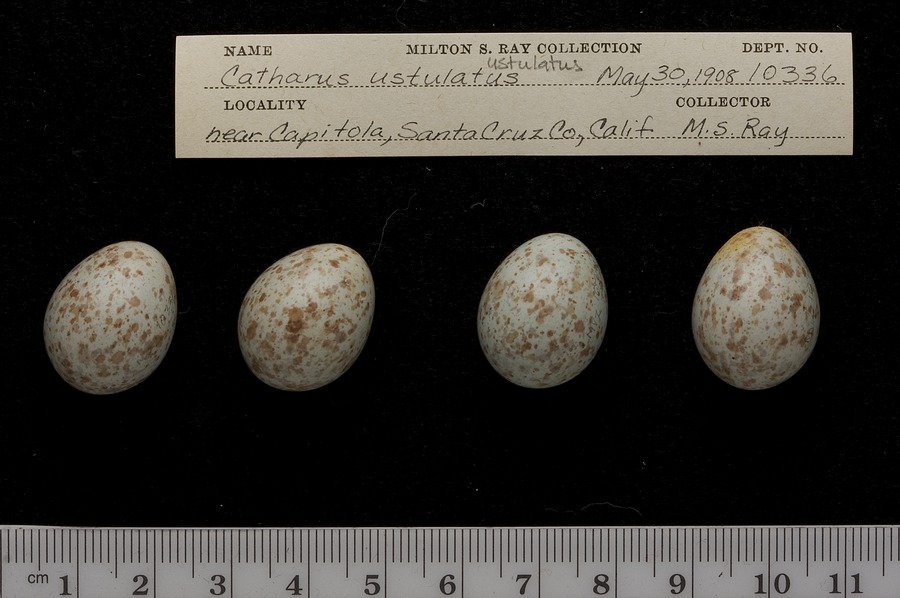 NAME MILTON S. RAY COLLECTION DEPT. NO.
ustulatus
Catharus ustulatus May 30, 1908 10336
LOCALITY COLLECTOR
near Capitola, Santa Cruz Co, Calif. M. S. Ray
cm 1 2 3 4 5 6 7 8 9 10 11